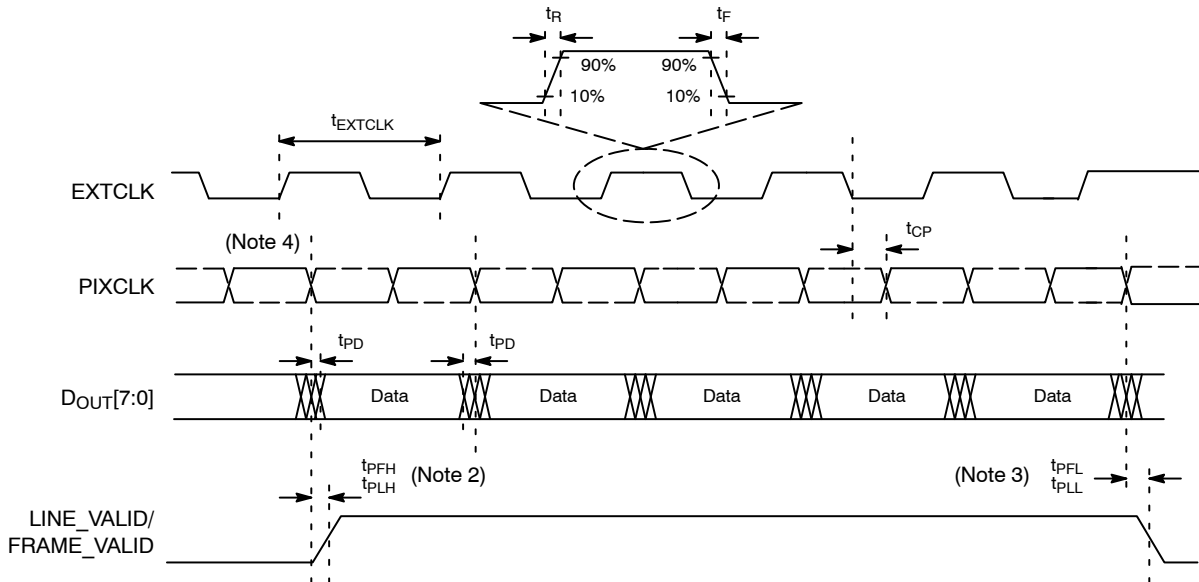 tR tF
90% 90%
10% 10%
tEXTCLK
EXTCLK
tCP
(Note 4)
PIXCLK
tPD tPD
DOUT[7:0] Data Data Data Data Data
tPFH
tPLH
(Note 2) (Note 3)
tPFL
tPLL
LINE_VALID/
FRAME_VALID